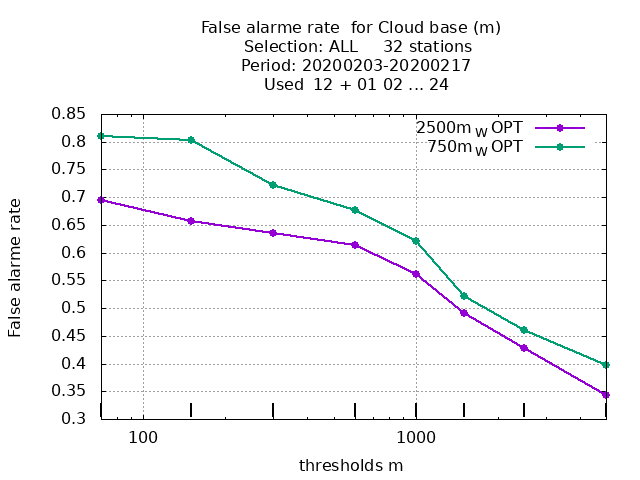 False alarme rate  for Cloud base (m)
Selection: ALL     32 stations
Period: 20200203-20200217
Used  12 + 01 02 ... 24
2500m W OPT
750m W OPT
0.85
0.8
0.75
0.7
0.65
0.6
0.55
0.5
0.45
0.4
0.35
0.3
False alarme rate
100
1000
thresholds m